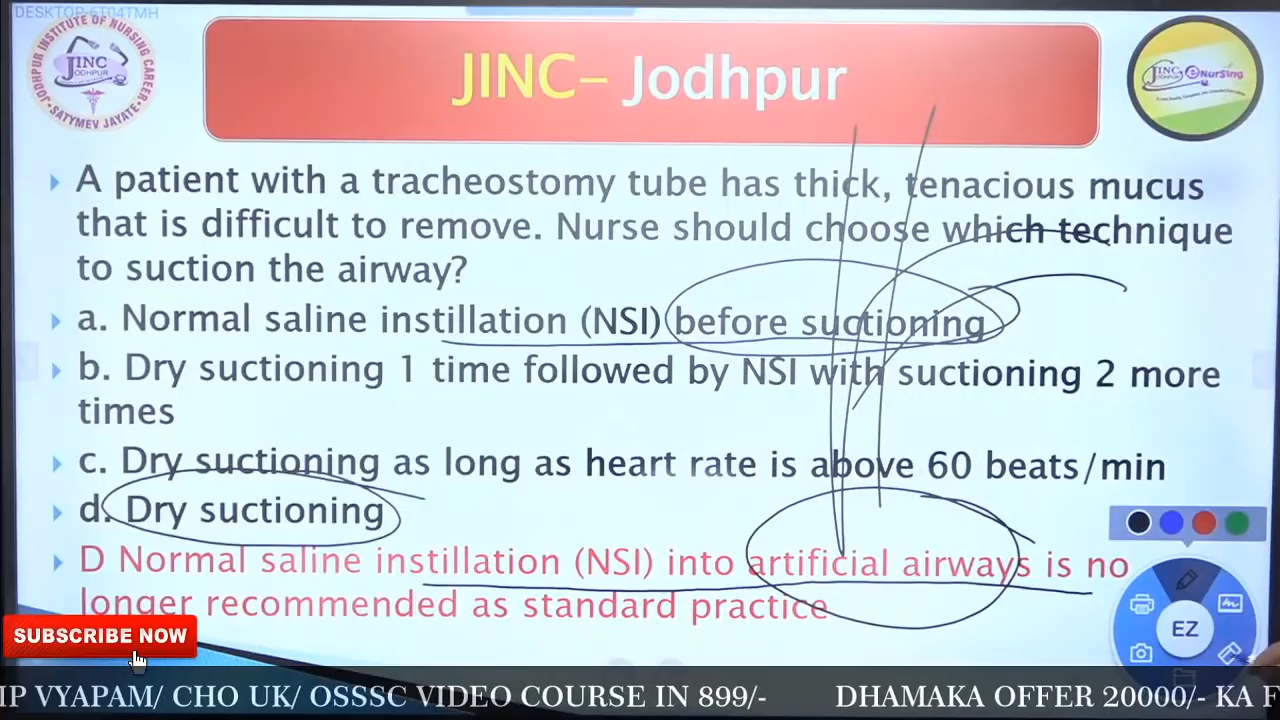 DESKTOP-6T04TMH
JODHPUR INSTITUTE OF NURSING CAREER
JINC
JODHPUR
SATYMEV JAYATE
JINC- Jodhpur
JINC eNursing
JODHPUR
A patient with a tracheostomy tube has thick, tenacious mucus
that is difficult to remove. Nurse should choose which technique
to suction the airway?
a. Normal saline instillation (NSI) before suctioning
b. Dry suctioning 1 time followed by NSI with suctioning 2 more
times
c. Dry suctioning as long as heart rate is above 60 beats/min
d. Dry suctioning
D Normal saline instillation (NSI) into artificial airways is no
longer recommended as standard practice
EZ
SUBSCRIBE NOW
IP VYAPAM/ CHO UK/ OSSSC VIDEO COURSE IN 899/- DHAMAKA OFFER 20000/- KA F